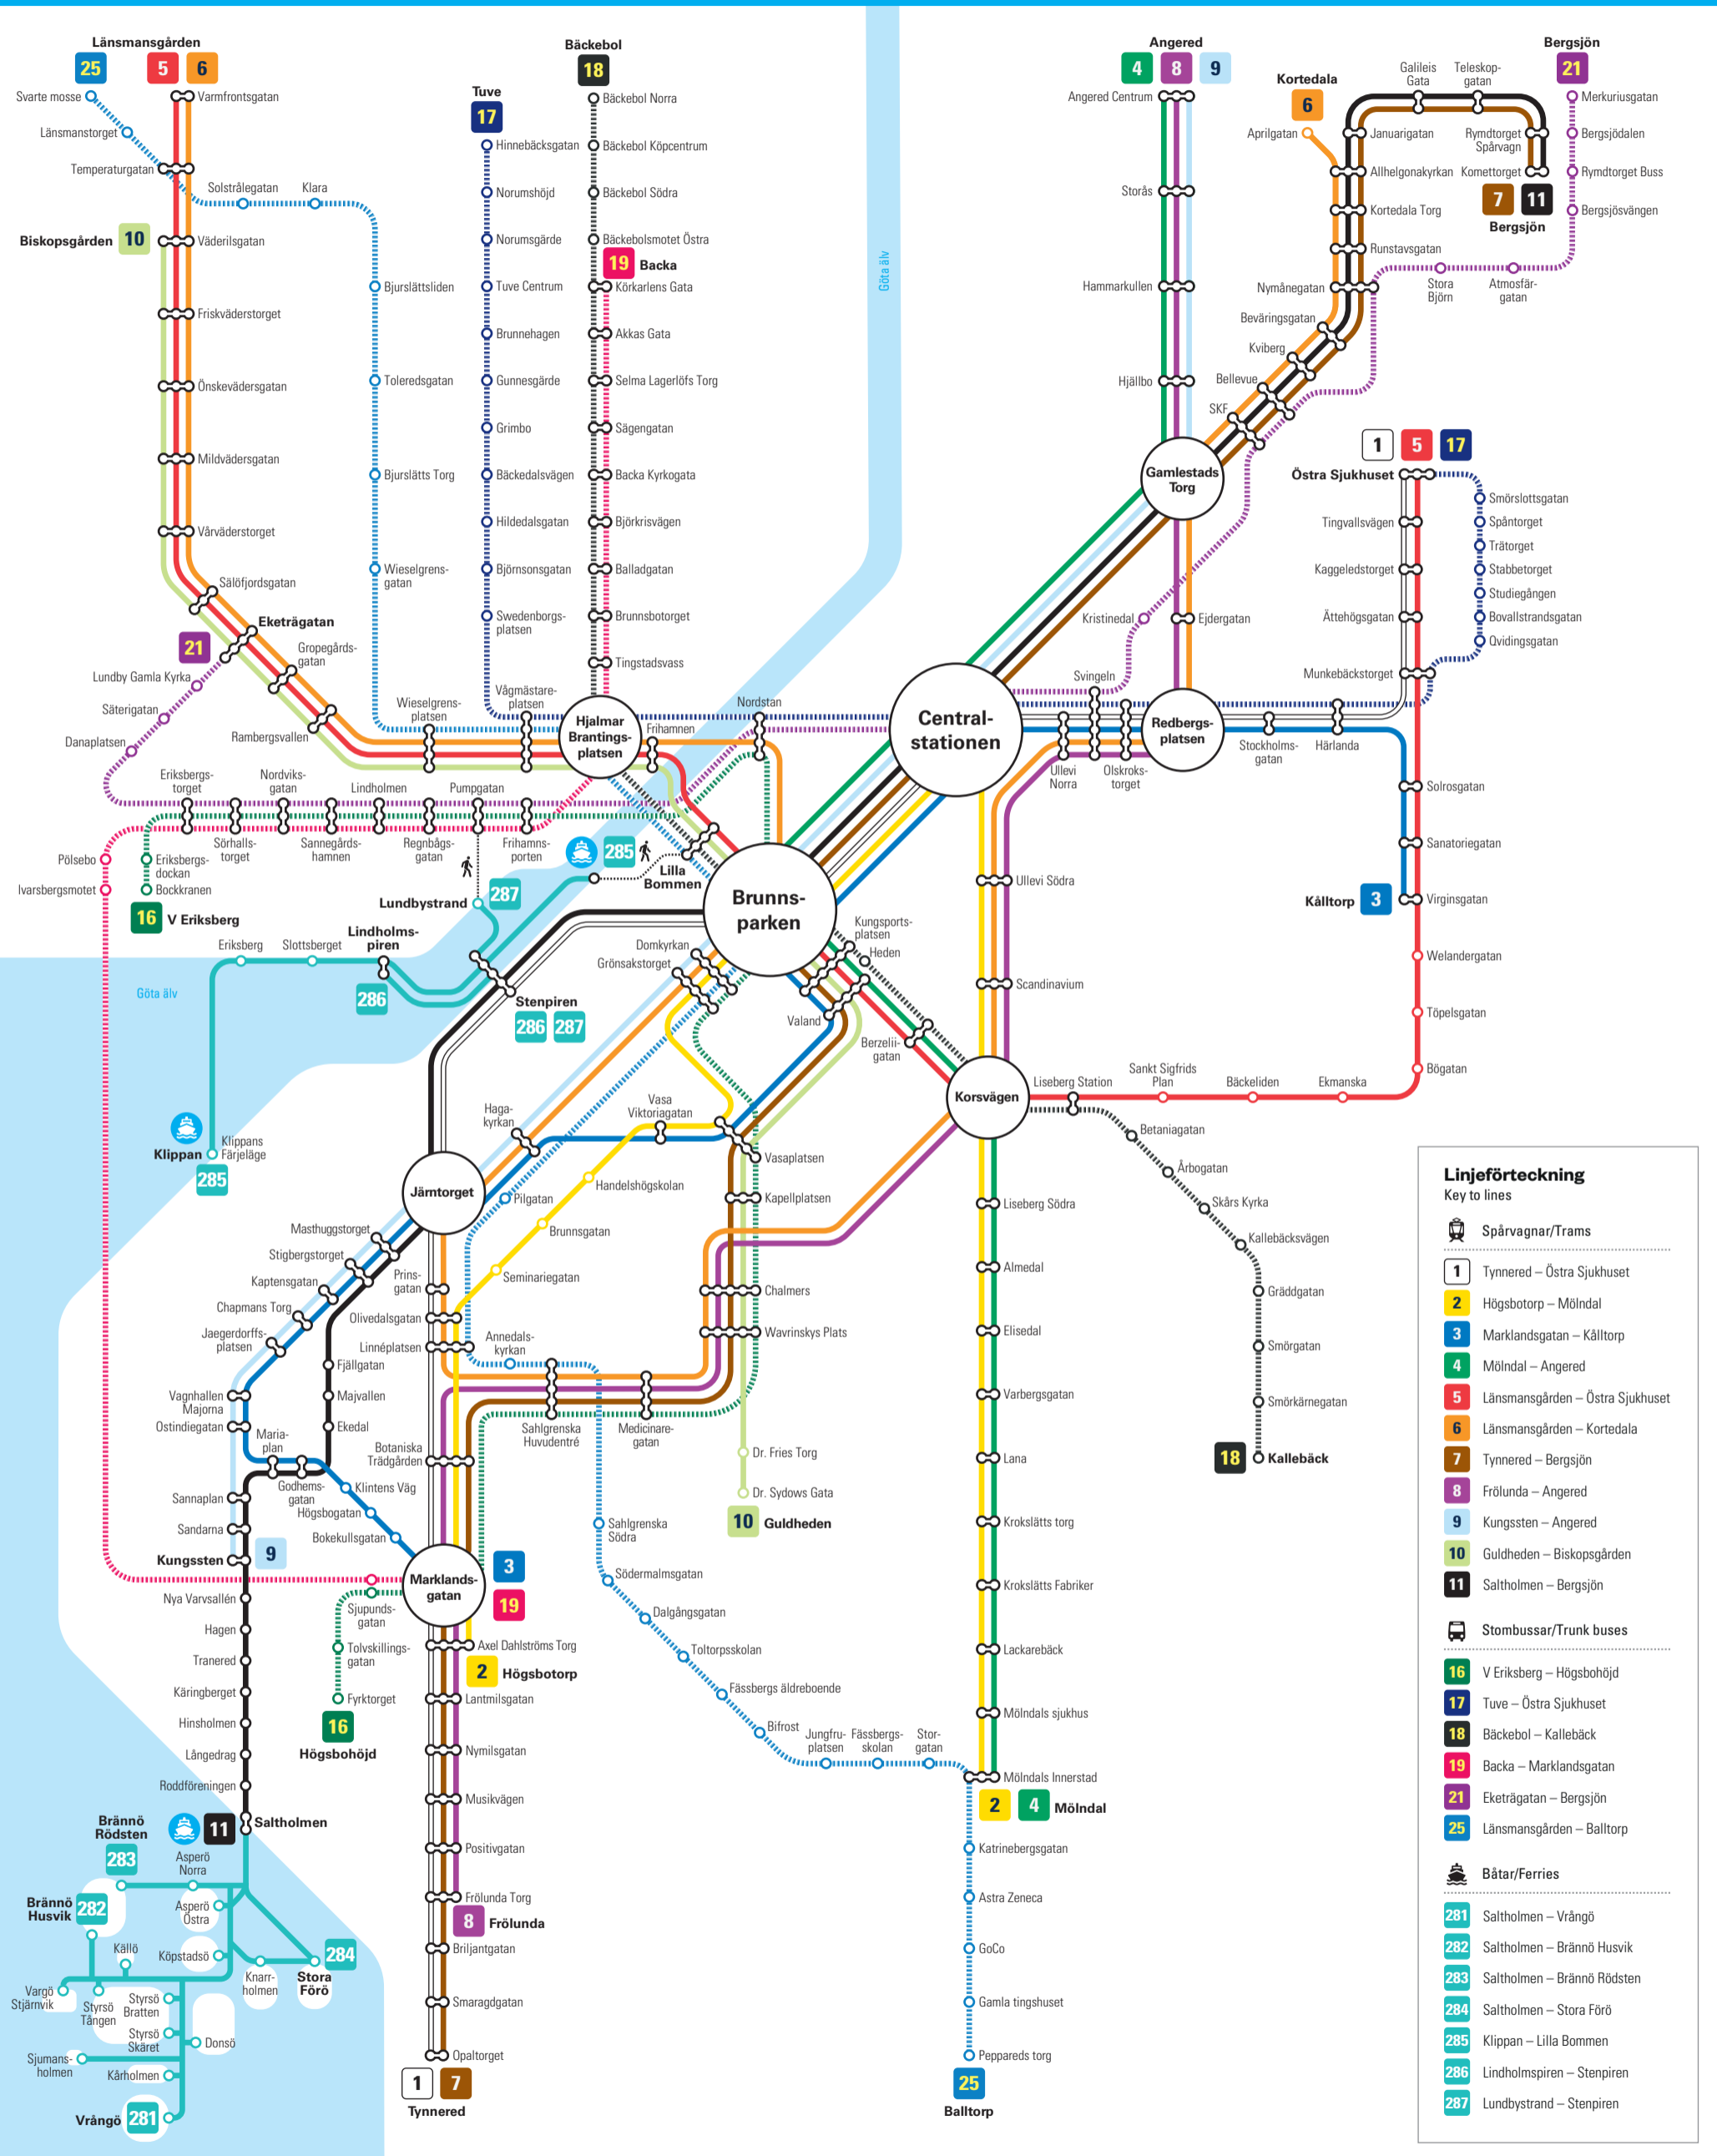 Länsmansgården
25
5
6
Svarte mosse
Varmfrontsgatan
Länsmanstorget
Temperaturgatan
Solstrålegatan
Klara
Biskopsgården
10
Väderilsgatan
Bjurslättsliden
Friskväderstorget
Toleredsgatan
Önskevädersgatan
Mildvädersgatan
Bjurslätts Torg
Vårväderstorget
Wieselgrens-
gatan
Sälöfjordsgatan
Eketrägatan
21
Gropegårds-
gatan
Lundby Gamla Kyrka
Säterigatan
Danaplatsen
Rambergsvallen
Wieselgrens-
platsen
Vågmästare-
platsen
Tuve
17
Hinnebäcksgatan
Norumshöjd
Norumsgärde
Tuve Centrum
Brunnehagen
Gunnesgärde
Grimbo
Bäckedalsvägen
Hildedalsgatan
Björnsonsgatan
Swedenborgs-
platsen
Bäckebol
18
Bäckebol Norra
Bäckebol Köpcentrum
Bäckebol Södra
Bäckebolsmotet Östra
19
Backa
Körkarlens Gata
Akkas Gata
Selma Lagerlöfs Torg
Sägengatan
Backa Kyrkogata
Björkrisvägen
Balladgatan
Brunnsbotorget
Tingstadsvass
Hjalmar
Brantings-
platsen
Frihamnen
Nordstan
Göta älv
Angered
4
8
9
Angered Centrum
Storås
Hammarkullen
Hjällbo
Gamlestads
Torg
Kortedala
6
Aprilgatan
Galileis
Gata
Teleskop-
gatan
Januarigatan
Rymdtorget
Spårvagn
Allhelgonakyrkan
Komettorget
7
11
Bergsjön
Kortedala Torg
Runstavsgatan
Nymånegatan
Beväringsgatan
Kviberg
Bellevue
SKF
Bergsjön
21
Merkuriusgatan
Bergsjödalen
Rymdtorget Buss
Bergsjösvängen
Stora
Björn
Atmosfär-
gatan
1
5
17
Östra Sjukhuset
Smörslottsgatan
Tingvallsvägen
Spåntorget
Trätorget
Kaggeledstorget
Stabbetorget
Studiegången
Ättehögsgatan
Bovallstrandsgatan
Qvidingsgatan
Munkebäckstorget
Kristinedal
Ejdergatan
Svingeln
Central-
stationen
Redbergs-
platsen
Ullevi
Norra
Olskroks-
torget
Stockholms-
gatan
Härlanda
Solrosgatan
Sanatoriegatan
Kålltorp
3
Virginsgatan
Welandergatan
Töpelsgatan
Bögatan
Eriksbergs-
torget
Nordviks-
gatan
Lindholmen
Pumpgatan
Sörhalls-
torget
Sannegårds-
hamnen
Regnbågs-
gatan
Frihamns-
porten
Pölsebo
Ivarsbergsmotet
Eriksbergs-
dockan
Bockkranen
16
V Eriksberg
285
Lilla
Bommen
287
Lundbystrand
Brunns-
parken
Eriksberg
Slottsberget
Lindholms-
piren
286
Göta älv
Stenpiren
286
287
Domkyrkan
Grönsakstorget
Kungsports-
platsen
Heden
Valand
Berzelii-
gatan
Ullevi Södra
Scandinavium
Korsvägen
Liseberg Station
Sankt Sigfrids
Plan
Bäckeliden
Ekmanska
Klippan
Klippans
Färjeläge
285
Haga-
kyrkan
Vasa
Viktoriagatan
Vasaplatsen
Handelshögskolan
Kapellplatsen
Järntorget
Pilgatan
Brunnsgatan
Seminariegatan
Masthuggstorget
Stigbergstorget
Kaptensgatan
Chapmans Torg
Jaegerdorffs-
platsen
Prins-
gatan
Olivedalsgatan
Linnéplatsen
Annedals-
kyrkan
Chalmers
Wavrinskys Plats
Fjällgatan
Majvallen
Ekedal
Vagnhallen
Majorna
Ostindiegatan
Maria-
plan
Godhems-
gatan
Klintens Väg
Högsbogatan
Bokekullsgatan
Sannaplan
Sandarna
Kungssten
9
Botaniska
Trädgården
Sahlgrenska
Huvudentré
Medicinare-
gatan
Dr. Fries Torg
Dr. Sydows Gata
10
Guldheden
Sahlgrenska
Södra
Södermalmsgatan
Dalgångsgatan
Toltorpsskolan
Fässbergs äldreboende
Bifrost
Jungfru-
platsen
Fässbergs-
skolan
Stor-
gatan
Marklands-
gatan
3
19
Nya Varvsallén
Hagen
Tranered
Käringberget
Hinsholmen
Långedrag
Roddföreningen
Saltholmen
11
Sjupunds-
gatan
Tolvskillings-
gatan
Fyrktorget
16
Högsbohöjd
Axel Dahlströms Torg
2
Högsbotorp
Lantmilsgatan
Nymilsgatan
Musikvägen
Positivgatan
Frölunda Torg
8
Frölunda
Briljantgatan
Smaragdgatan
Opaltorget
1
7
Tynnered
Betaniagatan
Årbogatan
Skårs Kyrka
Kallebäcksvägen
Gräddgatan
Smörgatan
Smörkärnegatan
18
Kallebäck
Liseberg Södra
Almedal
Elisedal
Varbergsgatan
Lana
Krokslätts torg
Krokslätts Fabriker
Lackarebäck
Mölndals sjukhus
Mölndals Innerstad
2
4
Mölndal
Katrinebergsgatan
Astra Zeneca
GoCo
Gamla tingshuset
Peppareds torg
25
Balltorp
Brännö
Rödsten
283
Asperö
Norra
Brännö
Husvik
282
Asperö
Östra
Källö
Köpstadsö
284
Knarr-
holmen
Stora
Förö
Vargö
Stjärnvik
Styrsö
Tången
Styrsö
Bratten
Styrsö
Skäret
Donsö
Sjumans-
holmen
Kårholmen
Vrångö
281
Linjeförteckning
Key to lines
Spårvagnar/Trams
1 Tynnered – Östra Sjukhuset
2 Högsbotorp – Mölndal
3 Marklandsgatan – Kålltorp
4 Mölndal – Angered
5 Länsmansgården – Östra Sjukhuset
6 Länsmansgården – Kortedala
7 Tynnered – Bergsjön
8 Frölunda – Angered
9 Kungssten – Angered
10 Guldheden – Biskopsgården
11 Saltholmen – Bergsjön
Stombussar/Trunk buses
16 V Eriksberg – Högsbohöjd
17 Tuve – Östra Sjukhuset
18 Bäckebol – Kallebäck
19 Backa – Marklandsgatan
21 Eketrägatan – Bergsjön
25 Länsmansgården – Balltorp
Båtar/Ferries
281 Saltholmen – Vrångö
282 Saltholmen – Brännö Husvik
283 Saltholmen – Brännö Rödsten
284 Saltholmen – Stora Förö
285 Klippan – Lilla Bommen
286 Lindholmspiren – Stenpiren
287 Lundbystrand – Stenpiren